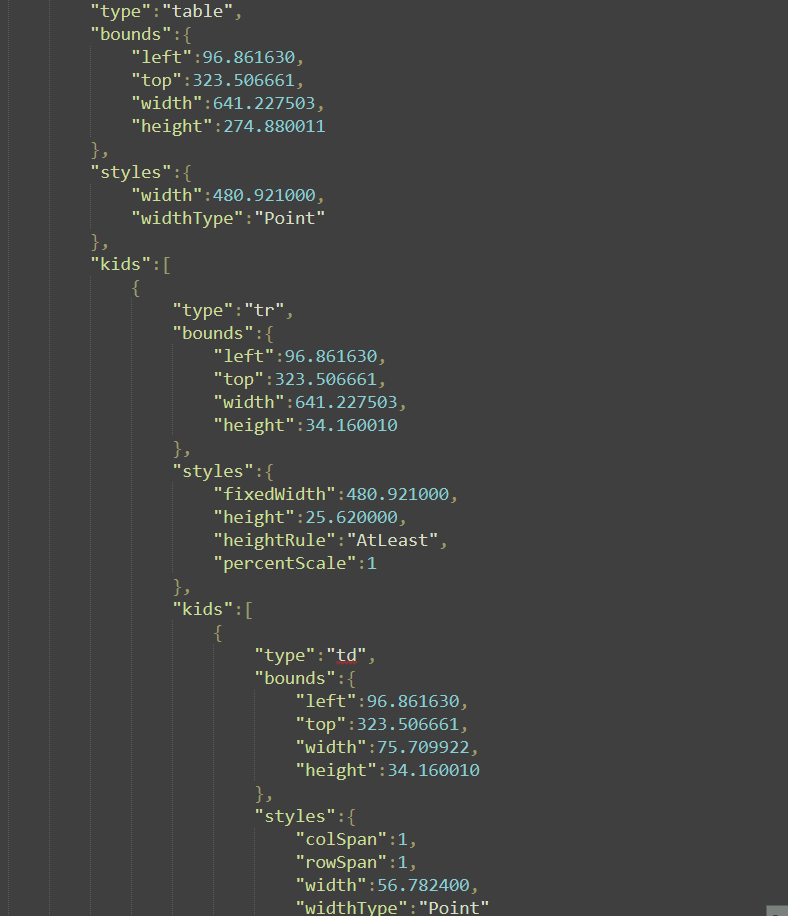 "type":"table",
"bounds":{
"left":96.861630,
"top":323.506661,
"width":641.227503,
"height":274.880011
},
"styles":{
"width":480.921000,
"widthType":"Point"
},
"kids":[
{
"type":"tr",
"bounds":{
"left":96.861630,
"top":323.506661,
"width":641.227503,
"height":34.160010
},
"styles":{
"fixedWidth":480.921000,
"height":25.620000,
"heightRule":"AtLeast",
"percentScale":1
},
"kids":[
{
"type":"td",
"bounds":{
"left":96.861630,
"top":323.506661,
"width":75.709922,
"height":34.160010
},
"styles":{
"colSpan":1,
"rowSpan":1,
"width":56.782400,
"widthType":"Point"